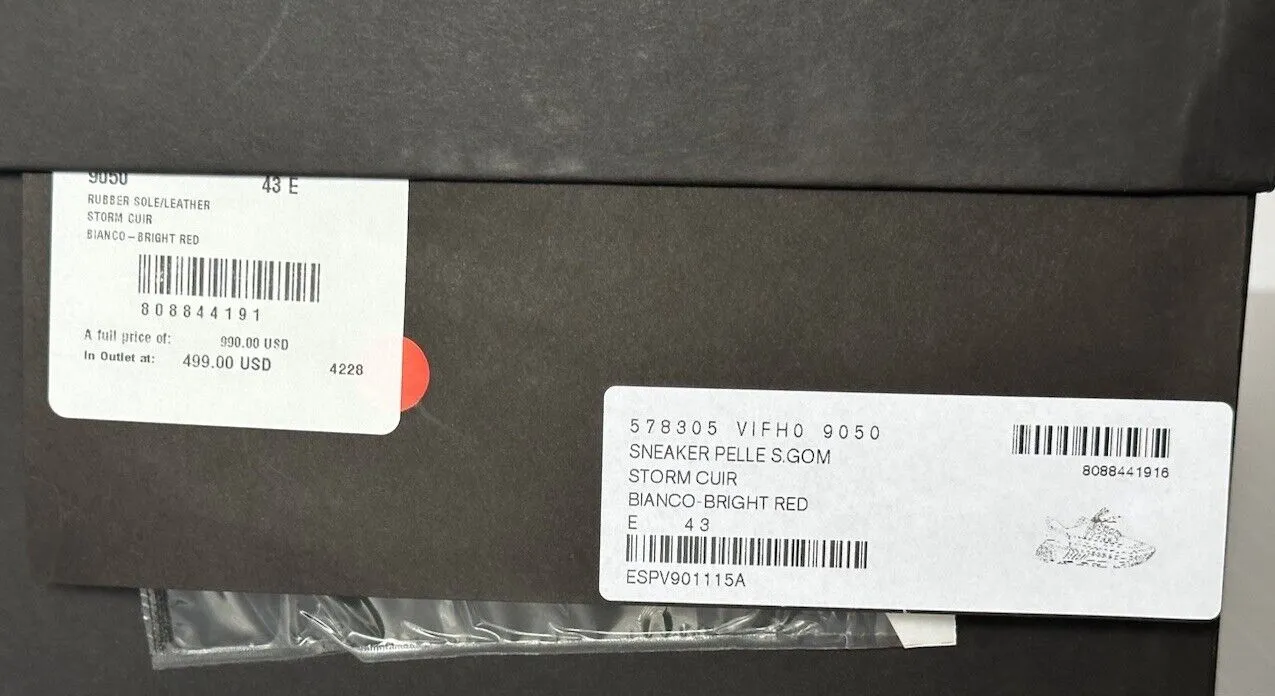 9050 43 E
RUBBER SOLE/LEATHER
STORM CUIR
BIANCO-BRIGHT RED
808844191
A full price of: 990.00 USD
In Outlet at: 499.00 USD 4228
578305 VIFH0 9050
SNEAKER PELLE S.GOM
STORM CUIR
BIANCO-BRIGHT RED
E 43
ESPV901115A
8088441916